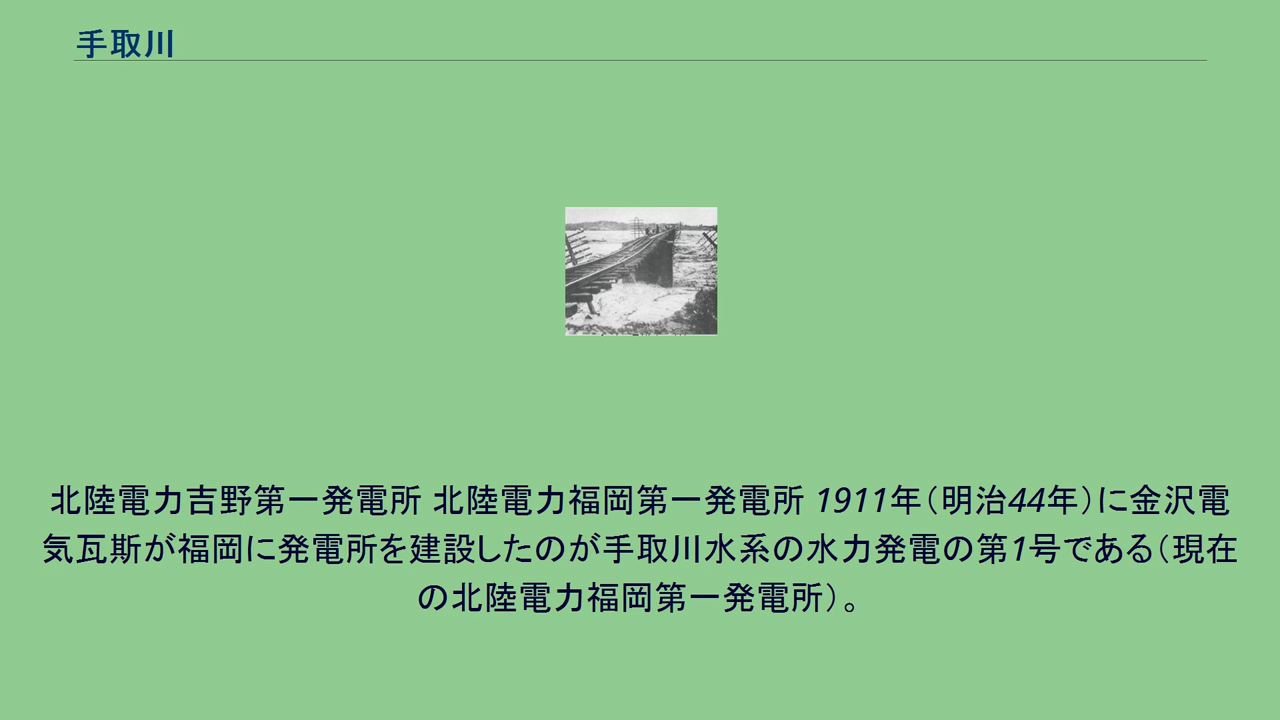 手取川
北陸電力吉野第一発電所 北陸電力福岡第一発電所 1911年（明治44年）に金沢電
気瓦斯が福岡に発電所を建設したのが手取川水系の水力発電の第1号である（現在
の北陸電力福岡第一発電所）。